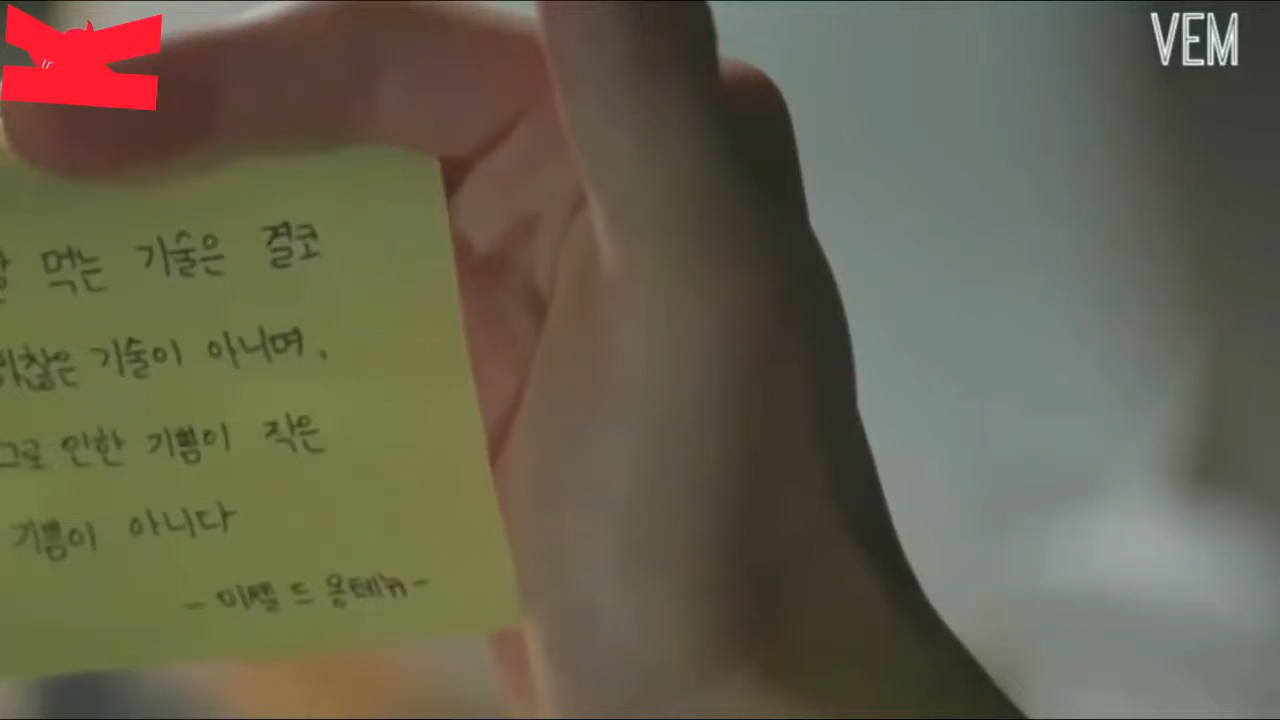 VEM
먹는 기술은 결코
기술이 아니며,
그로 인한 기쁨이 작은
기쁨이 아니다
- 미셸 드 몽테뉴 -